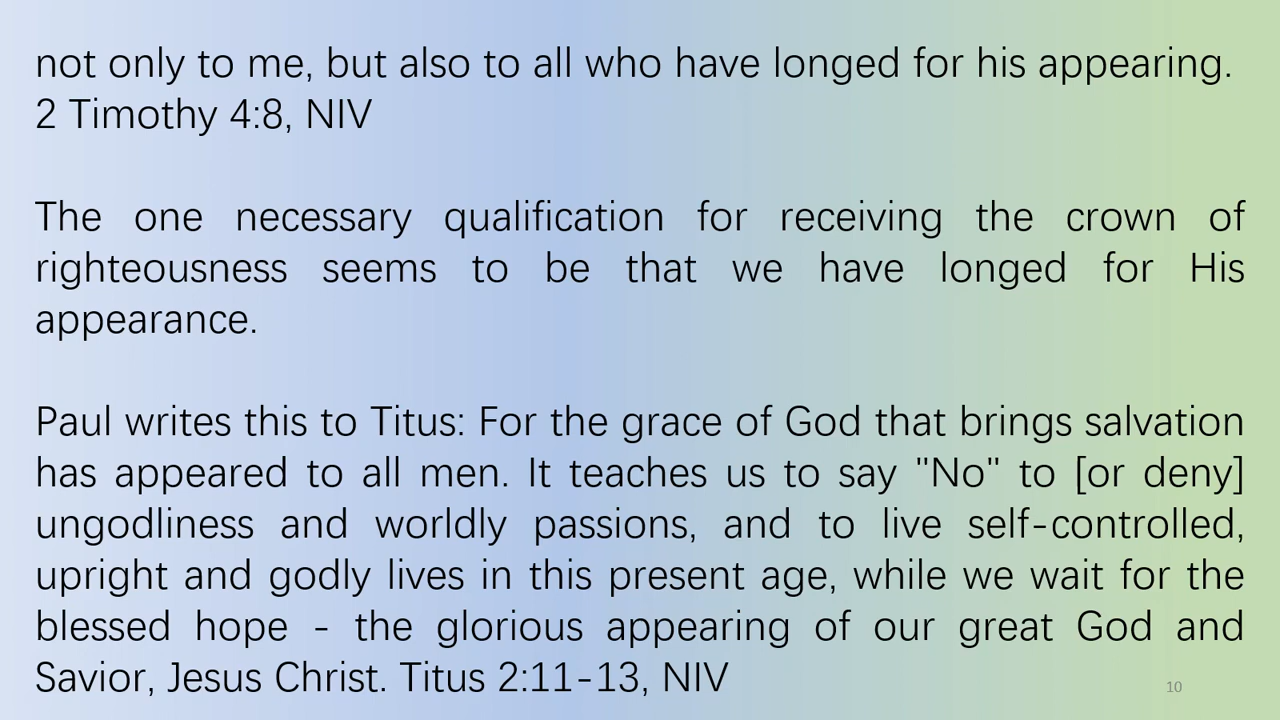 not only to me, but also to all who have longed for his appearing.
2 Timothy 4:8, NIV
The one necessary qualification for receiving the crown of
righteousness seems to be that we have longed for His
appearance.
Paul writes this to Titus: For the grace of God that brings salvation
has appeared to all men. It teaches us to say "No" to [or deny]
ungodliness and worldly passions, and to live self-controlled,
upright and godly lives in this present age, while we wait for the
blessed hope - the glorious appearing of our great God and
Savior, Jesus Christ. Titus 2:11-13, NIV
10